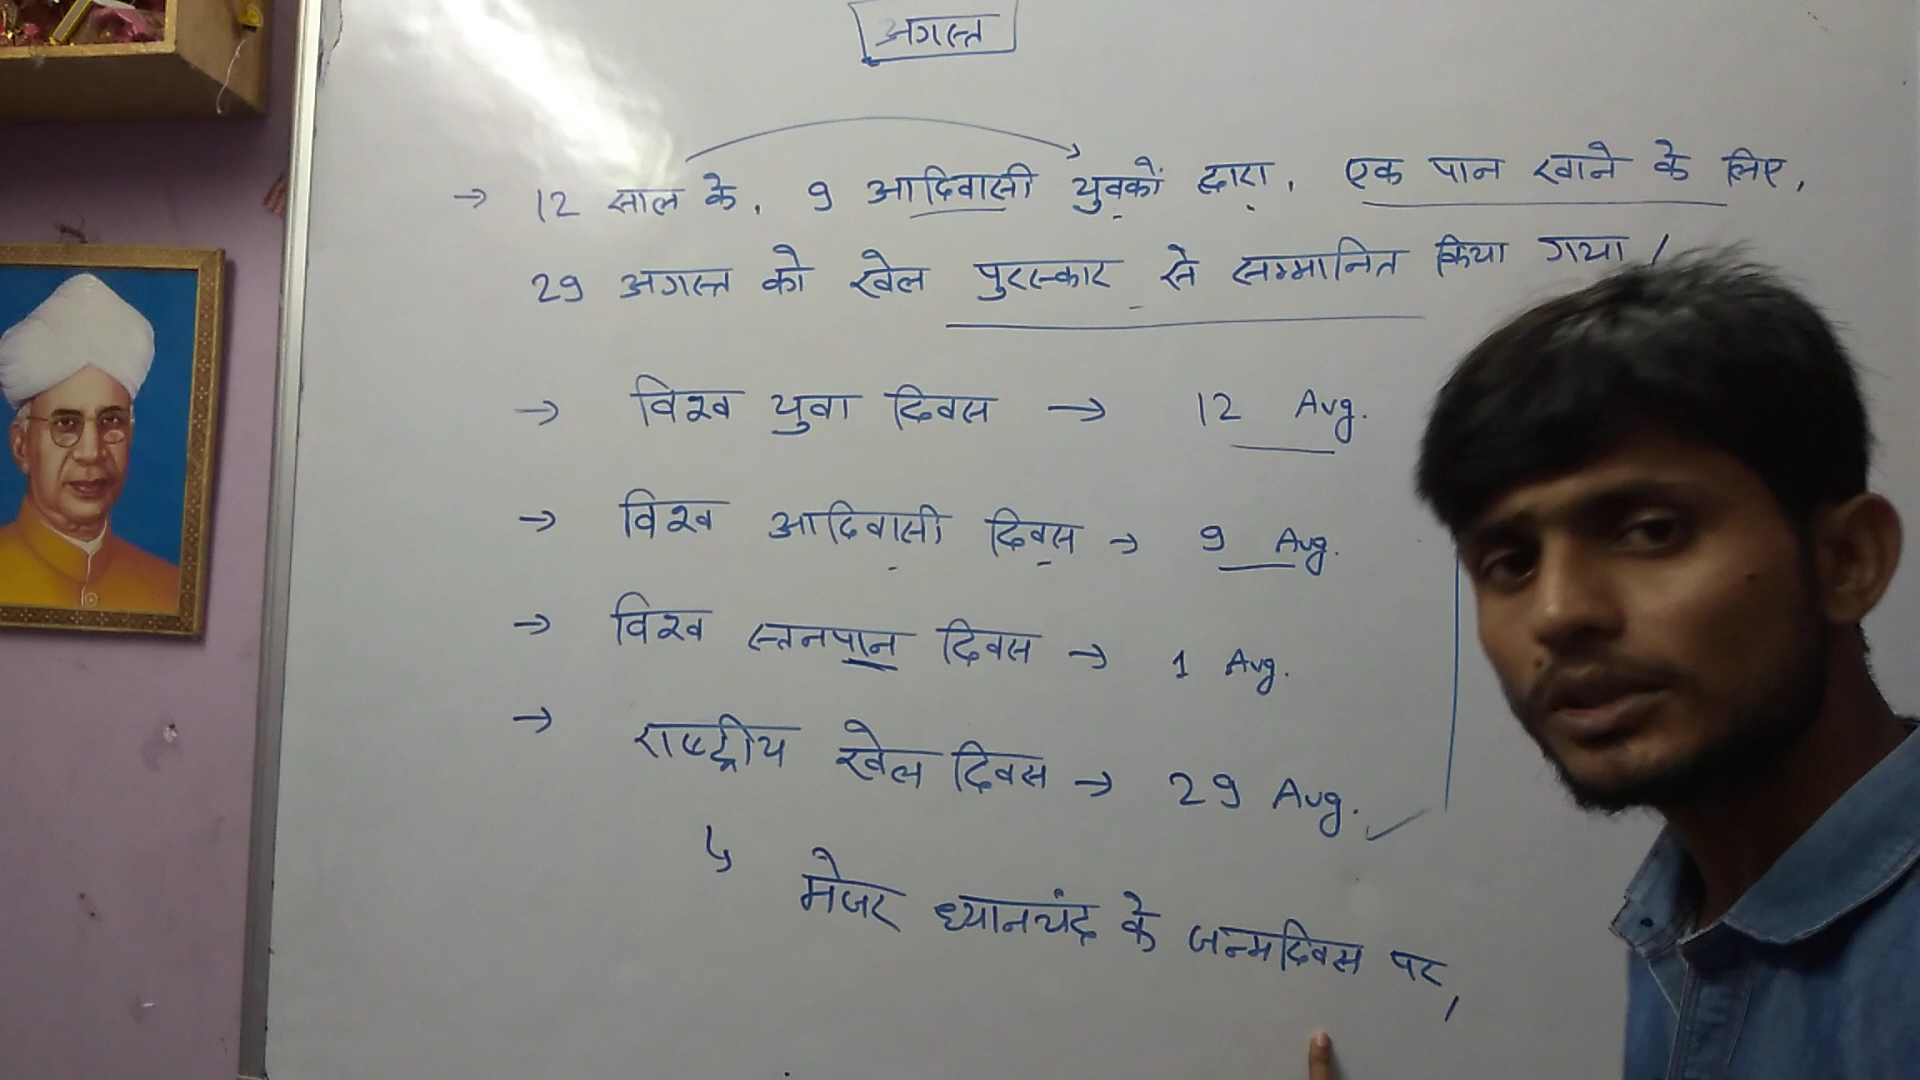 अगस्त
→ 12 साल के, 9 आदिवासी युवकों द्वारा, एक पान खाने के लिए,
29 अगस्त को खेल पुरस्कार से सम्मानित किया गया।
→ विश्व युवा दिवस → 12 Aug.
→ विश्व आदिवासी दिवस → 9 Aug.
→ विश्व स्तनपान दिवस → 1 Aug.
→ राष्ट्रीय खेल दिवस → 29 Aug.
↳ मेजर ध्यानचंद्र के जन्मदिवस पर,